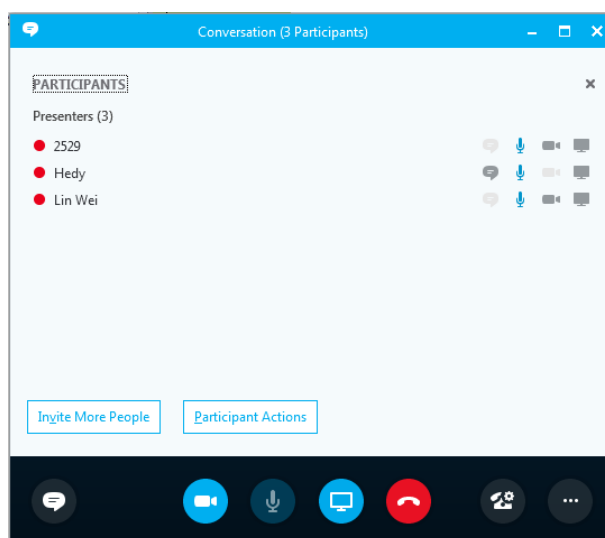 Conversation (3 Participants)
PARTICIPANTS
Presenters (3)
2529
Hedy
Lin Wei
Invite More People
Participant Actions